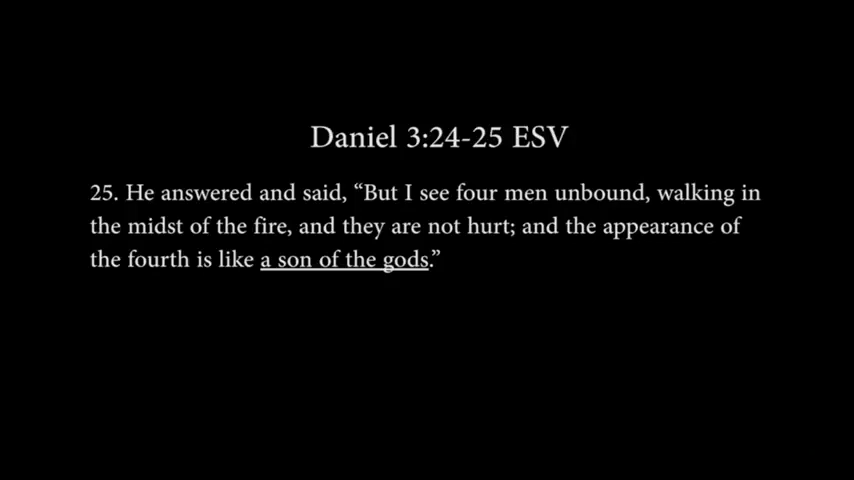 Daniel 3:24-25 ESV
25. He answered and said, “But I see four men unbound, walking in
the midst of the fire, and they are not hurt; and the appearance of
the fourth is like a son of the gods.”